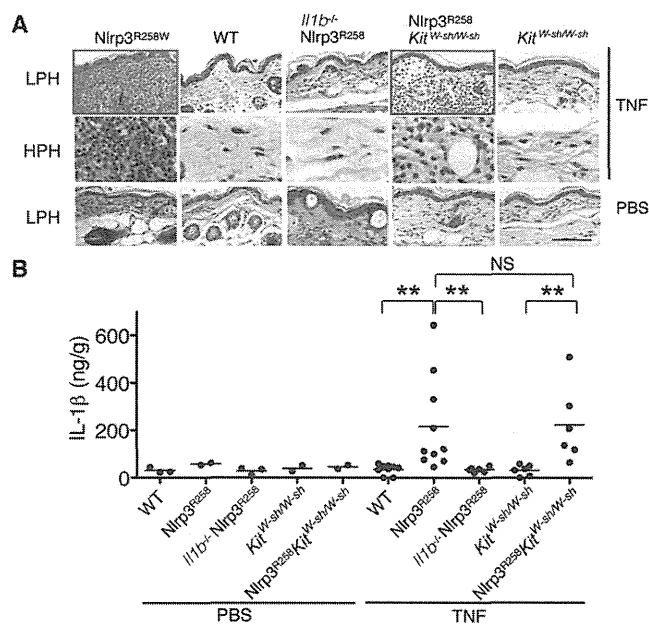 A
Nlrp3R258W
WT
Il1b-/-
Nlrp3R258
Nlrp3R258
KitW-sh/W-sh
KitW-sh/W-sh
LPH
HPH
LPH
TNF
PBS
B
NS
**
**
**
IL-1β (ng/g)
600
400
200
0
WT
Nlrp3R258
Il1b-/- Nlrp3R258
KitW-sh/W-sh
Nlrp3R258KitW-sh/W-sh
WT
Nlrp3R258
Il1b-/- Nlrp3R258
KitW-sh/W-sh
Nlrp3R258KitW-sh/W-sh
PBS
TNF